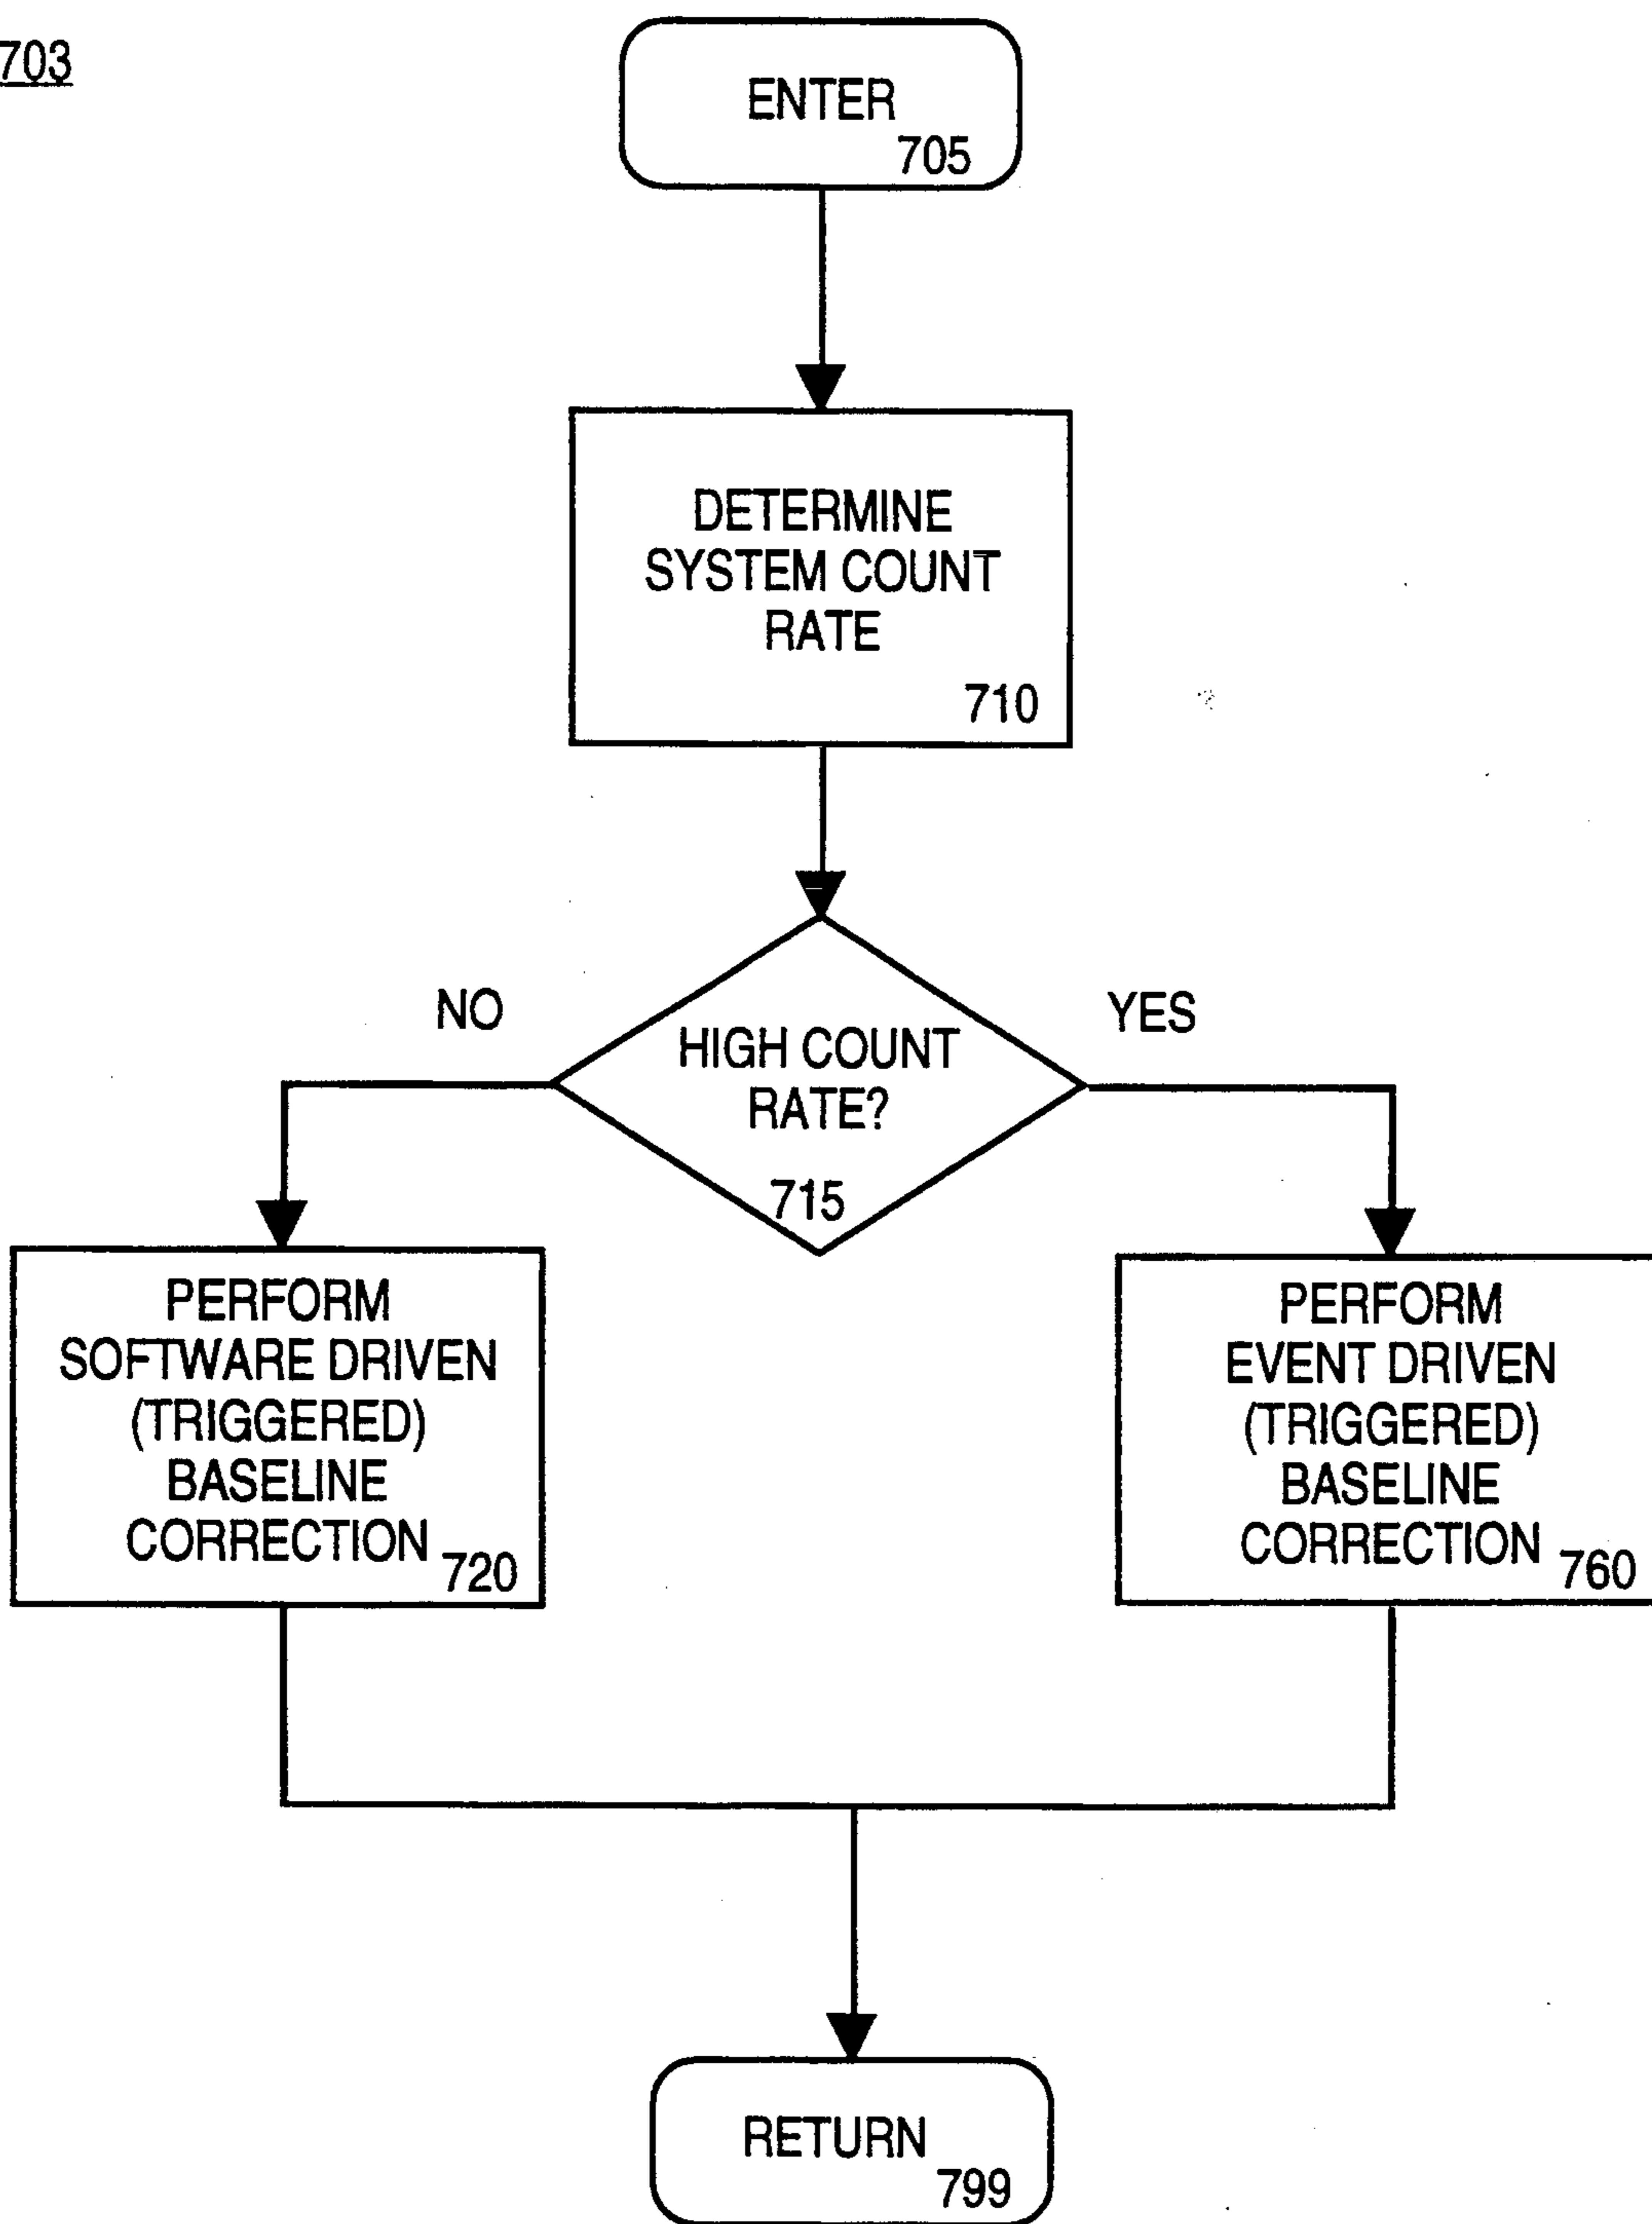 703
ENTER
705
DETERMINE
SYSTEM COUNT
RATE
710
NO
YES
HIGH COUNT
RATE?
715
PERFORM
SOFTWARE DRIVEN
(TRIGGERED)
BASELINE
CORRECTION
720
PERFORM
EVENT DRIVEN
(TRIGGERED)
BASELINE
CORRECTION
760
RETURN
799